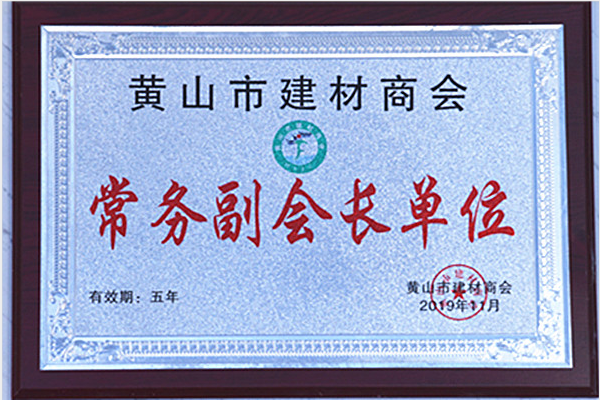 黄山市建材商会
常务副会长单位
有效期：五年
黄山市建材商会
2019年11月